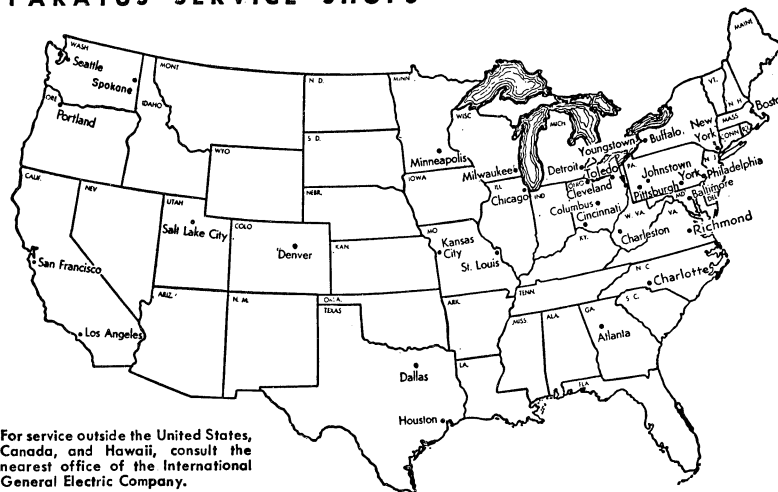 PARATUS SERVICE SHOPS
WASH
Seattle
Spokane
MONT
N. D.
MINN
MAINE
ORE
Portland
IDAHO
S. D.
WISC
MICH
VT.
N. H.
MASS
Bost
CONN
WYO
Minneapolis
Milwaukee
Detroit
Youngstown
Toledo
Buffalo
New
York
CALIF.
NEV
UTAH
Salt Lake City
COLO
Denver
NEBR.
IOWA
ILL
Chicago
IND
OHIO
Cleveland
Columbus
Cincinnati
PA.
Johnstown
Pittsburgh
York
N. J.
Philadelphia
MD
Baltimore
DEL
San Francisco
KAN.
MO
Kansas
City
St. Louis
KY.
W. VA.
Charleston
VA.
Richmond
Los Angeles
ARIZ.
N. M.
OKLA.
TEXAS
ARK.
TENN.
N C
Charlotte
S C.
MISS.
ALA.
GA.
Atlanta
Dallas
LA.
FLA
Houston
For service outside the United States,
Canada, and Hawaii, consult the
nearest office of the International
General Electric Company.